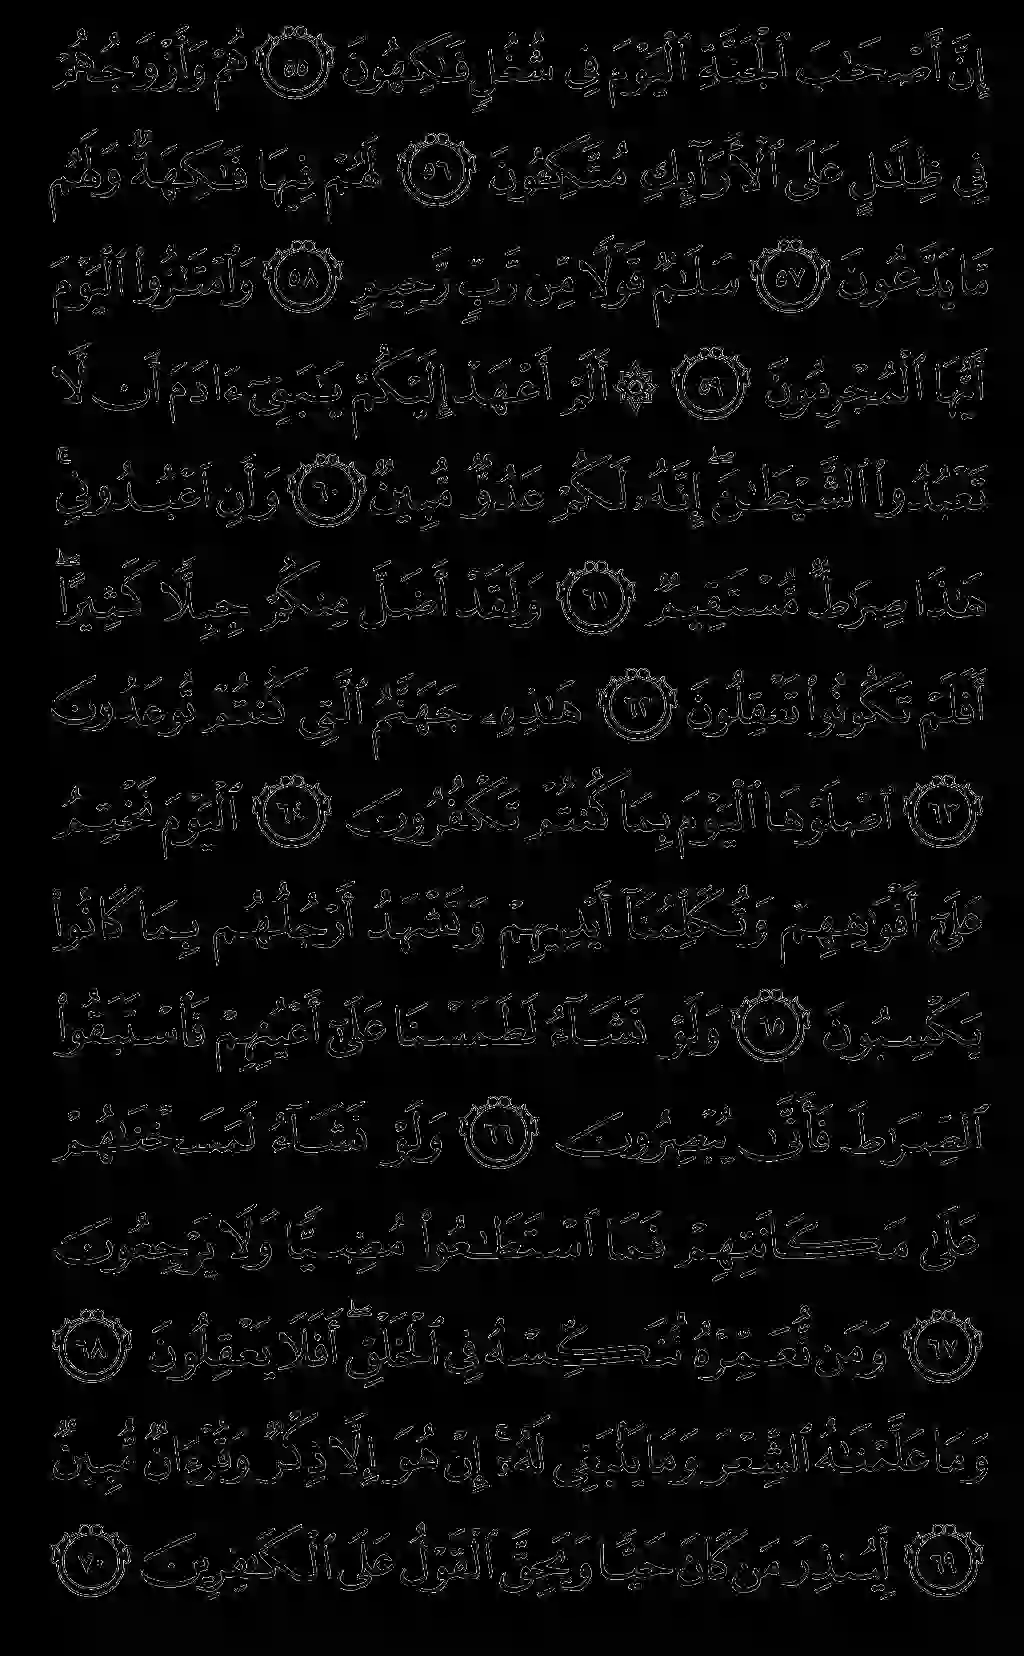 إِنَّ أَصْحَٰبَ ٱلْجَنَّةِ ٱلْيَوْمَ فِى شُغُلٍ فَٰكِهُونَ ٥٥ هُمْ وَأَزْوَٰجُهُمْ
فِى ظِلَٰلٍ عَلَى ٱلْأَرَآئِكِ مُتَّكِـُٔونَ ٥٦ لَهُمْ فِيهَا فَٰكِهَةٌ وَلَهُم
مَّا يَدَّعُونَ ٥٧ سَلَٰمٌ قَوْلًا مِّن رَّبٍّ رَّحِيمٍ ٥٨ وَٱمْتَٰزُوا۟ ٱلْيَوْمَ
أَيُّهَا ٱلْمُجْرِمُونَ ٥٩ ۞ أَلَمْ أَعْهَدْ إِلَيْكُمْ يَٰبَنِىٓ ءَادَمَ أَن لَّا
تَعْبُدُوا۟ ٱلشَّيْطَٰنَ ۖ إِنَّهُۥ لَكُمْ عَدُوٌّ مُّبِينٌ ٦٠ وَأَنِ ٱعْبُدُونِى ۚ
هَٰذَا صِرَٰطٌ مُّسْتَقِيمٌ ٦١ وَلَقَدْ أَضَلَّ مِنكُمْ جِبِلًّا كَثِيرًا ۖ
أَفَلَمْ تَكُونُوا۟ تَعْقِلُونَ ٦٢ هَٰذِهِۦ جَهَنَّمُ ٱلَّتِى كُنتُمْ تُوعَدُونَ
٦٣ ٱصْلَوْهَا ٱلْيَوْمَ بِمَا كُنتُمْ تَكْفُرُونَ ٦٤ ٱلْيَوْمَ نَخْتِمُ
عَلَىٰٓ أَفْوَٰهِهِمْ وَتُكَلِّمُنَآ أَيْدِيهِمْ وَتَشْهَدُ أَرْجُلُهُم بِمَا كَانُوا۟
يَكْسِبُونَ ٦٥ وَلَوْ نَشَآءُ لَطَمَسْنَا عَلَىٰٓ أَعْيُنِهِمْ فَٱسْتَبَقُوا۟
ٱلصِّرَٰطَ فَأَنَّىٰ يُبْصِرُونَ ٦٦ وَلَوْ نَشَآءُ لَمَسَخْنَٰهُمْ
عَلَىٰ مَكَانَتِهِمْ فَمَا ٱسْتَطَٰعُوا۟ مُضِيًّا وَلَا يَرْجِعُونَ
٦٧ وَمَن نُّعَمِّرْهُ نُنَكِّسْهُ فِى ٱلْخَلْقِ ۖ أَفَلَا يَعْقِلُونَ ٦٨
وَمَا عَلَّمْنَٰهُ ٱلشِّعْرَ وَمَا يَنۢبَغِى لَهُۥٓ ۚ إِنْ هُوَ إِلَّا ذِكْرٌ وَقُرْءَانٌ مُّبِينٌ
٦٩ لِّيُنذِرَ مَن كَانَ حَيًّا وَيَحِقَّ ٱلْقَوْلُ عَلَى ٱلْكَٰفِرِينَ ٧٠